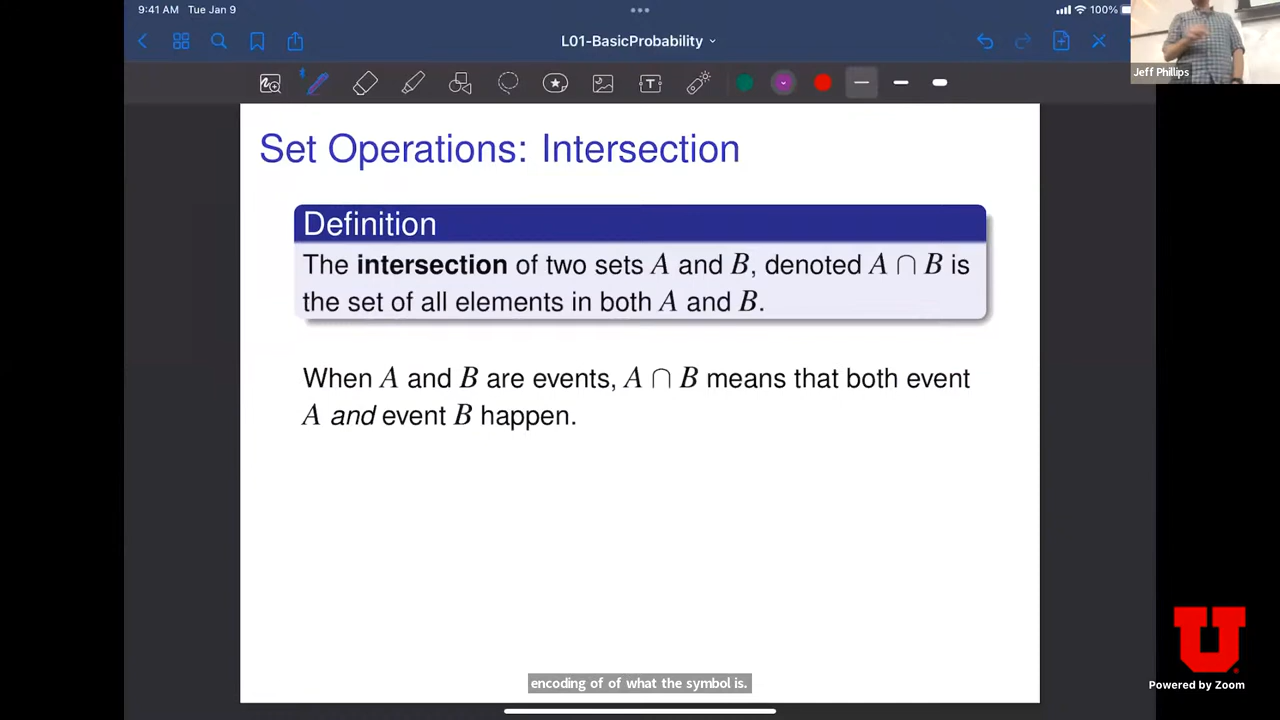 9:41 AM Tue Jan 9
100%
L01-BasicProbability
Jeff Phillips
T
Set Operations: Intersection
Definition
The intersection of two sets A and B, denoted A ∩ B is
the set of all elements in both A and B.
When A and B are events, A ∩ B means that both event
A and event B happen.
encoding of of what the symbol is.
U
Powered by Zoom